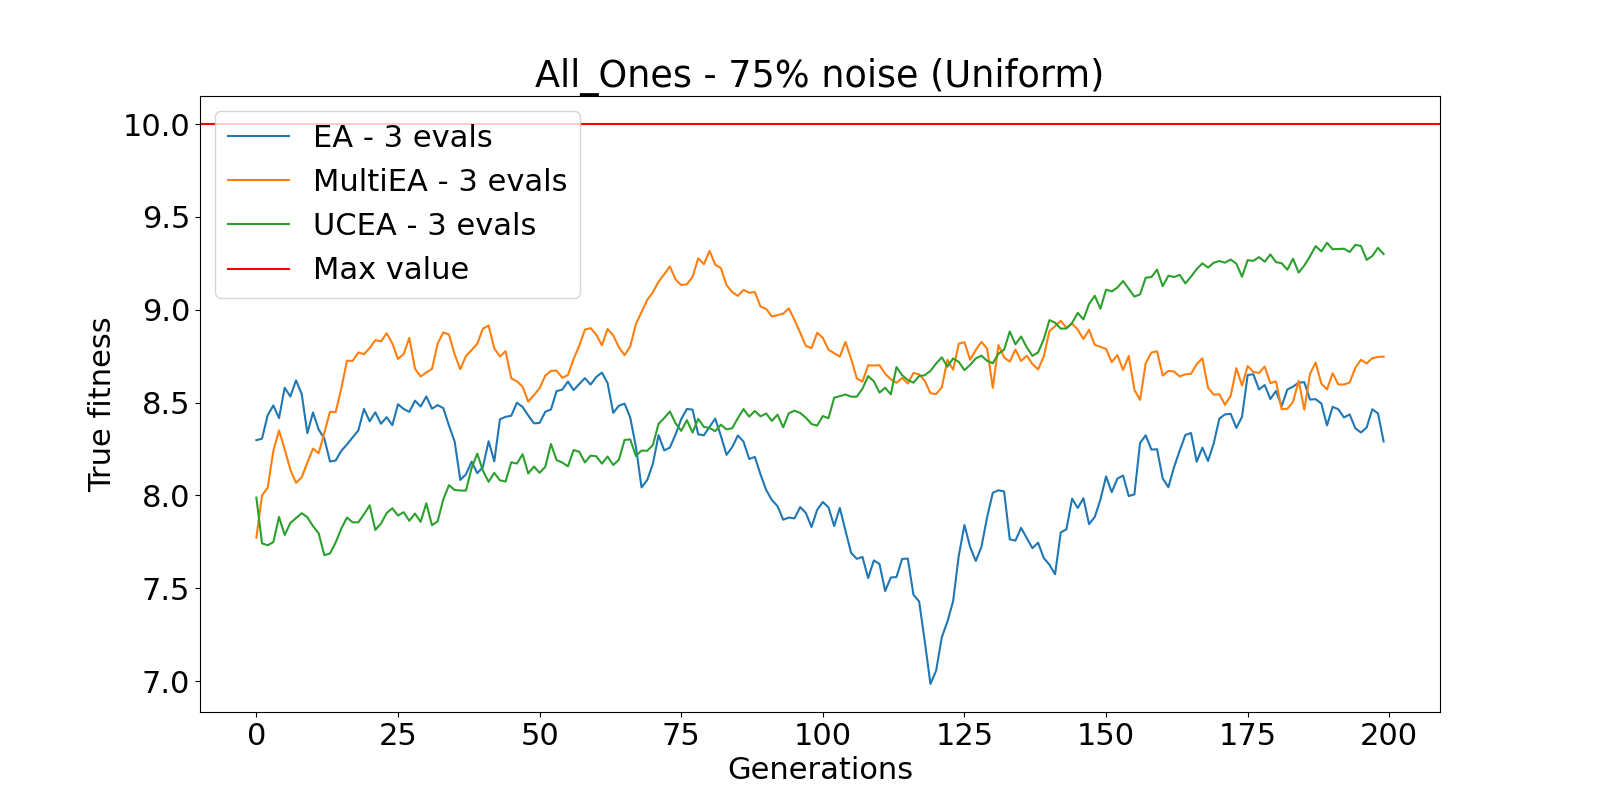 All_Ones - 75% noise (Uniform)
EA - 3 evals
MultiEA - 3 evals
UCEA - 3 evals
Max value
True fitness
10.0
9.5
9.0
8.5
8.0
7.5
7.0
0 25 50 75 100 125 150 175 200
Generations